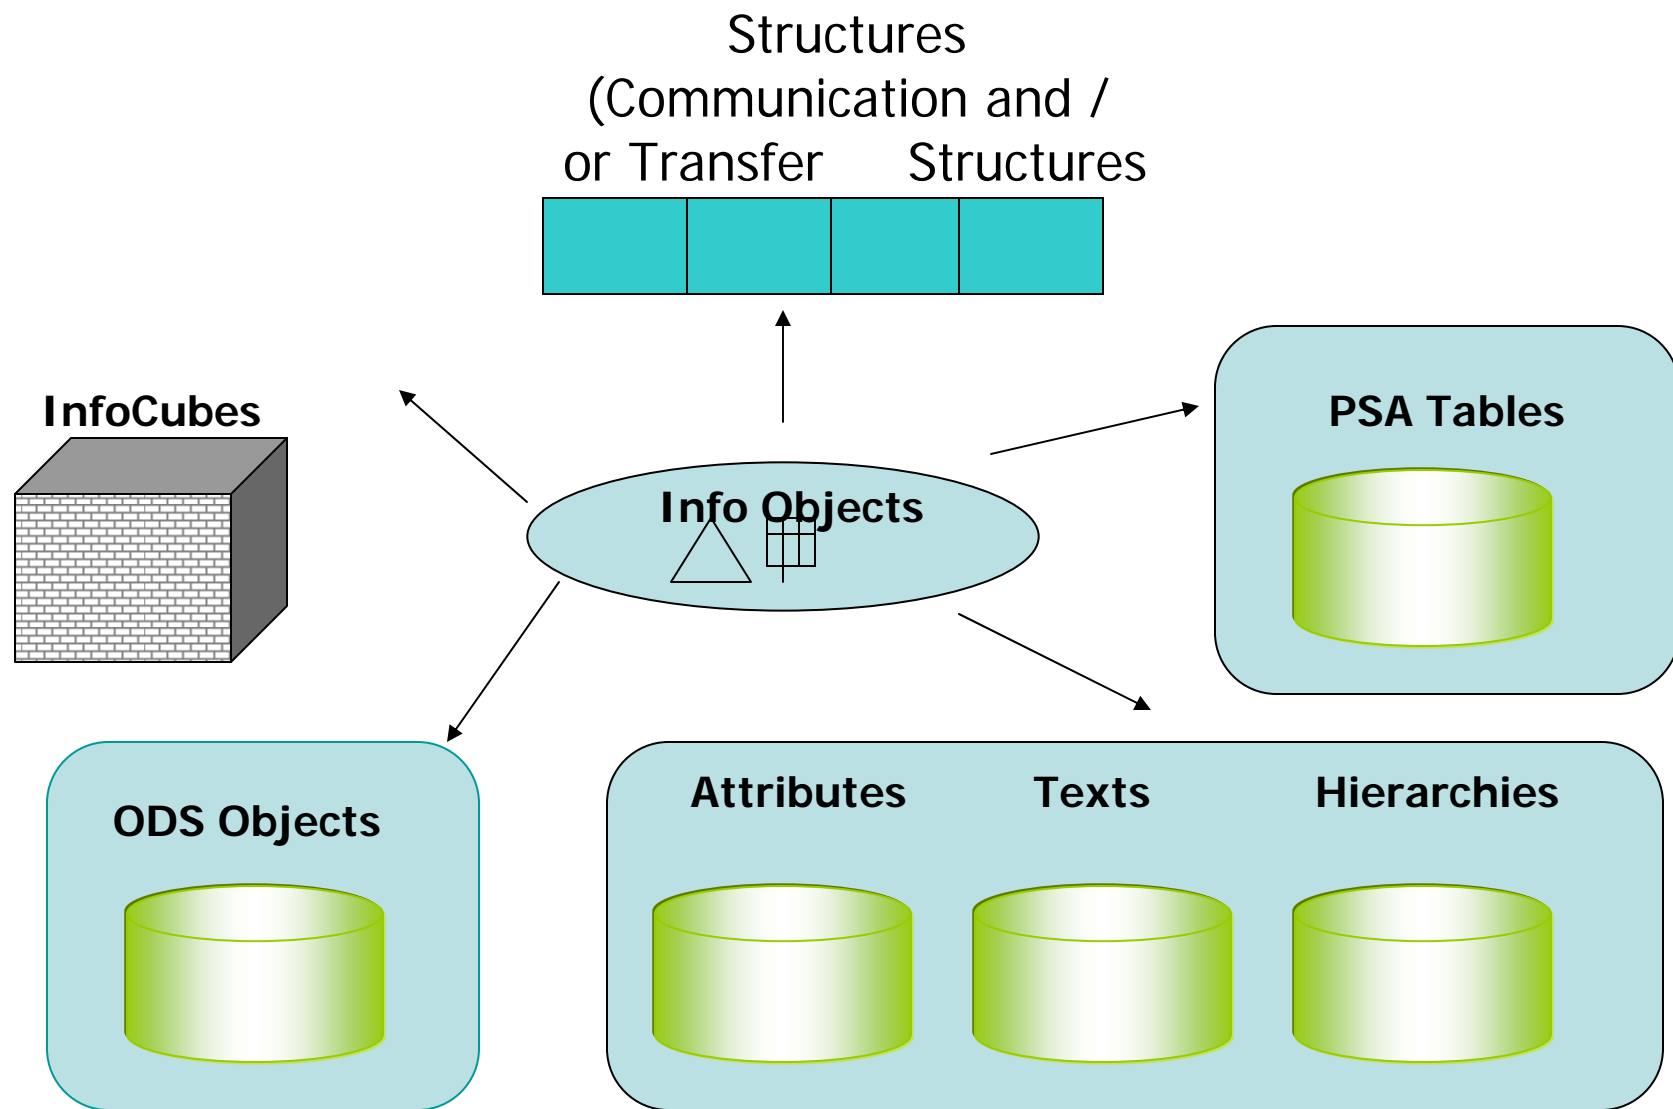 Structures
(Communication and /
or Transfer Structures
InfoCubes
PSA Tables
Info Objects
Attributes Texts Hierarchies
ODS Objects